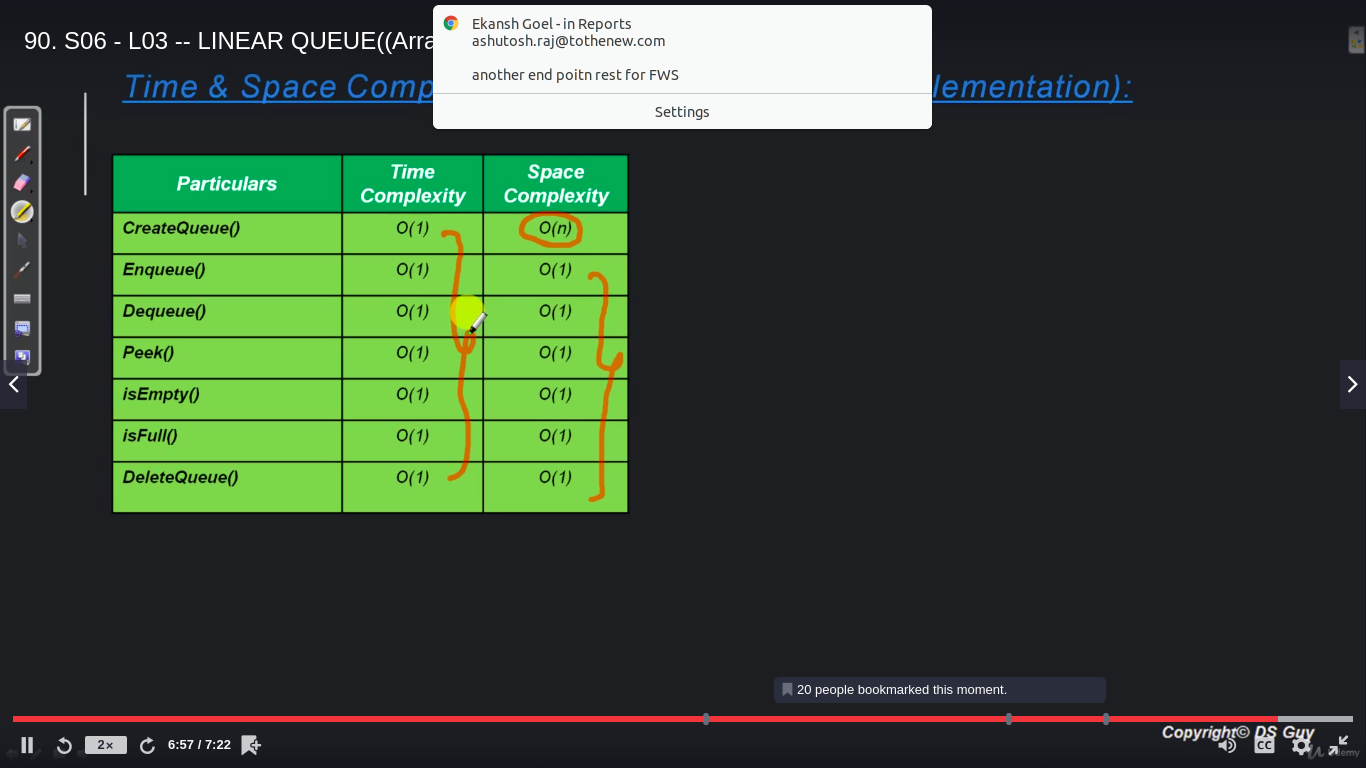 90. S06 - L03 -- LINEAR QUEUE((Arra
Ekansh Goel - in Reports
ashutosh.raj@tothenew.com
another end poitn rest for FWS
Settings
Time & Space Comp lementation):
Particulars Time Complexity Space Complexity
CreateQueue() O(1) O(n)
Enqueue() O(1) O(1)
Dequeue() O(1) O(1)
Peek() O(1) O(1)
isEmpty() O(1) O(1)
isFull() O(1) O(1)
DeleteQueue() O(1) O(1)
20 people bookmarked this moment.
Copyright© DS Guy
2x 6:57 / 7:22 CC